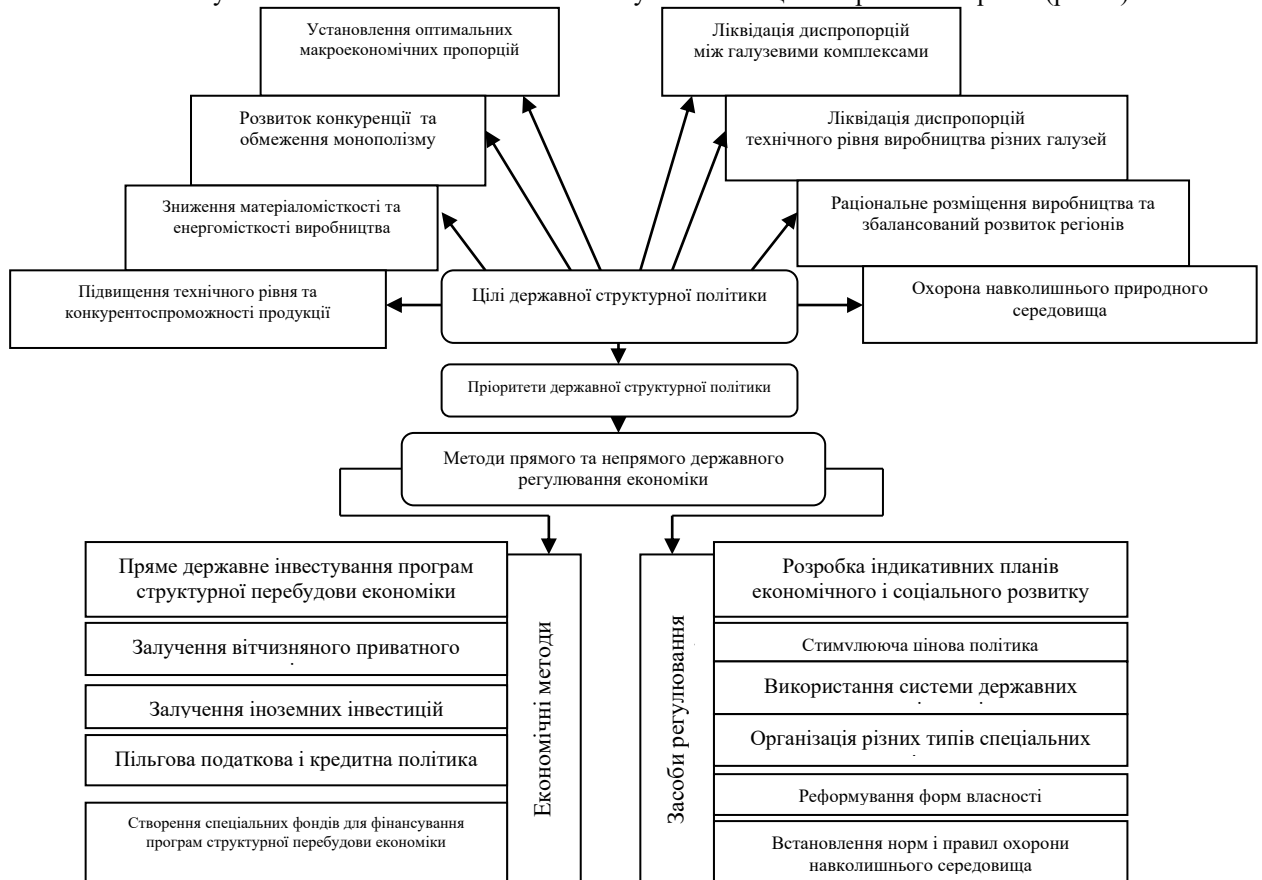 Установлення оптимальних
макроекономічних пропорцій
Ліквідація диспропорцій
між галузевими комплексами
Розвиток конкуренції та
обмеження монополізму
Ліквідація диспропорцій
технічного рівня виробництва різних галузей
Зниження матеріаломісткості та
енергомісткості виробництва
Раціональне розміщення виробництва та
збалансований розвиток регіонів
Підвищення технічного рівня та
конкурентоспроможності продукції
Цілі державної структурної політики
Охорона навколишнього природного
середовища
Пріоритети державної структурної політики
Методи прямого та непрямого державного
регулювання економіки
Економічні методи
Пряме державне інвестування програм
структурної перебудови економіки
Залучення вітчизняного приватного
Залучення іноземних інвестицій
Пільгова податкова і кредитна політика
Створення спеціальних фондів для фінансування
програм структурної перебудови економіки
Засоби регулювання
Розробка індикативних планів
економічного і соціального розвитку
Стимулююча цінова політика
Використання системи державних
Організація різних типів спеціальних
Реформування форм власності
Встановлення норм і правил охорони
навколишнього середовища